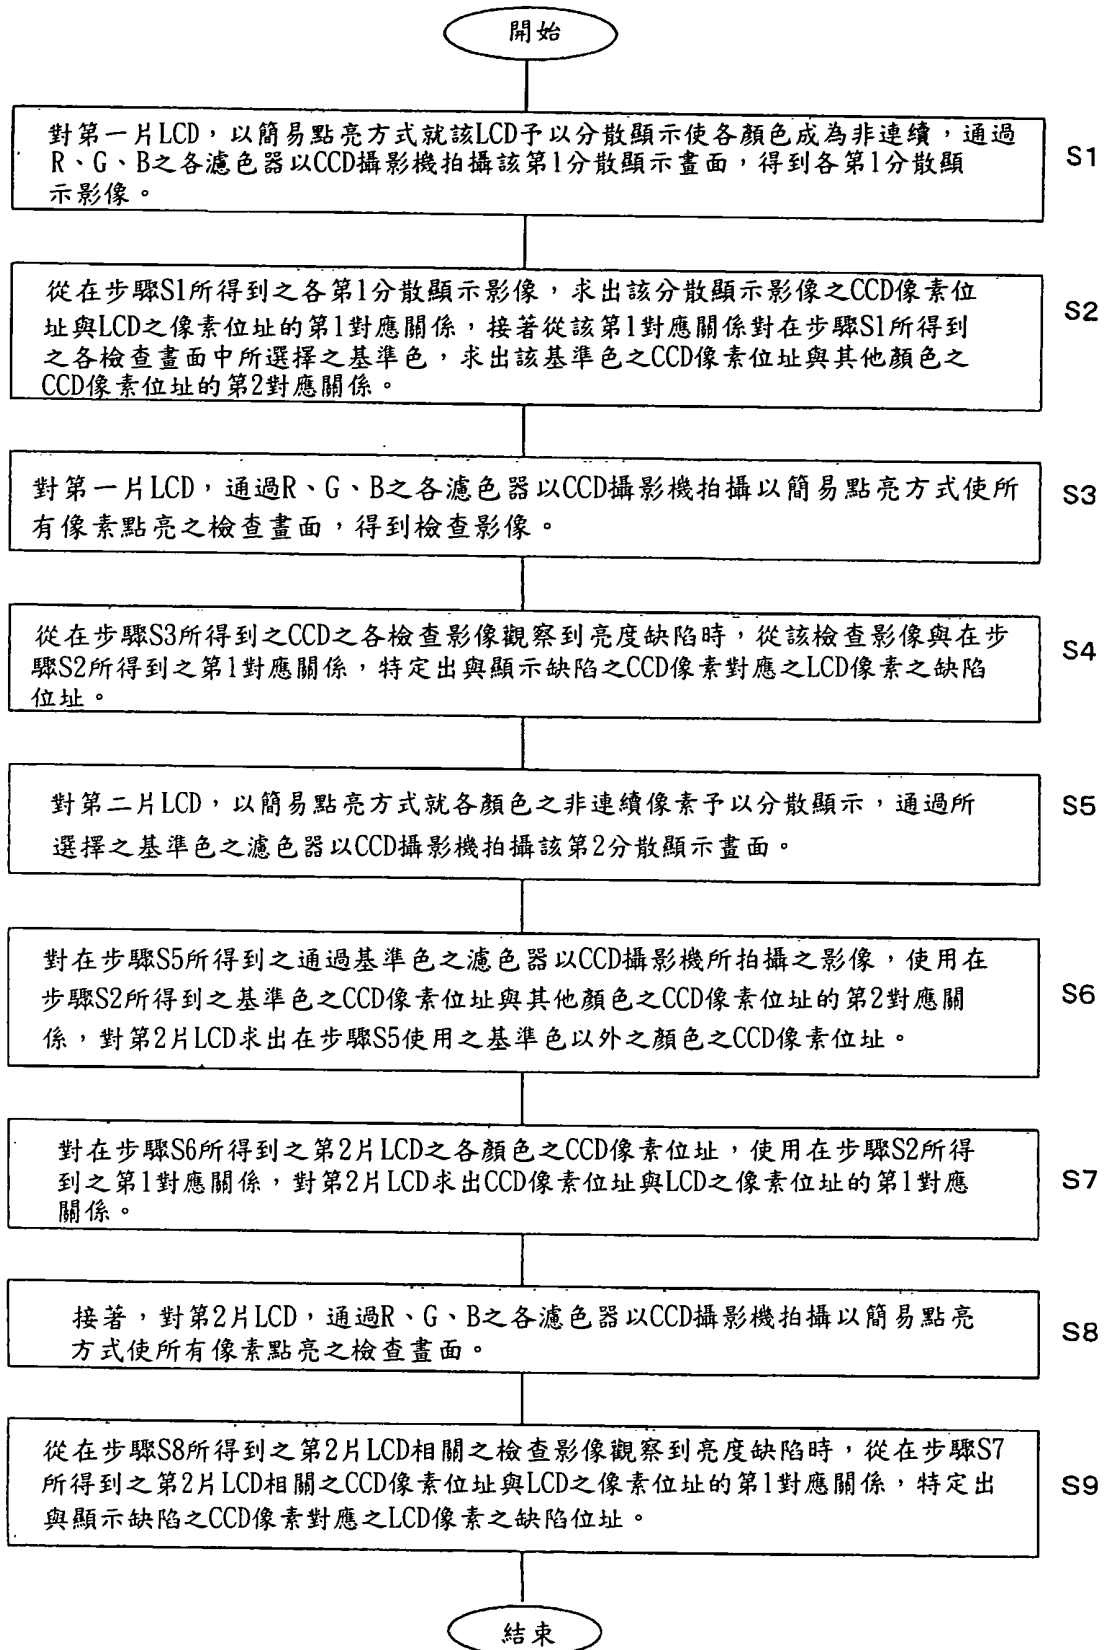 開始
對第一片LCD，以簡易點亮方式就該LCD予以分散顯示使各顏色成為非連續，通過
R、G、B之各濾色器以CCD攝影機拍攝該第1分散顯示畫面，得到各第1分散顯
示影像。
S1
從在步驟S1所得到之各第1分散顯示影像，求出該分散顯示影像之CCD像素位
址與LCD之像素位址的第1對應關係，接著從該第1對應關係對在步驟S1所得到
之各檢查畫面中所選擇之基準色，求出該基準色之CCD像素位址與其他顏色之
CCD像素位址的第2對應關係。
S2
對第一片LCD，通過R、G、B之各濾色器以CCD攝影機拍攝以簡易點亮方式使所
有像素點亮之檢查畫面，得到檢查影像。
S3
從在步驟S3所得到之CCD之各檢查影像觀察到亮度缺陷時，從該檢查影像與在步
驟S2所得到之第1對應關係，特定出與顯示缺陷之CCD像素對應之LCD像素之缺陷
位址。
S4
對第二片LCD，以簡易點亮方式就各顏色之非連續像素予以分散顯示，通過所
選擇之基準色之濾色器以CCD攝影機拍攝該第2分散顯示畫面。
S5
對在步驟S5所得到之通過基準色之濾色器以CCD攝影機所拍攝之影像，使用在
步驟S2所得到之基準色之CCD像素位址與其他顏色之CCD像素位址的第2對應關
係，對第2片LCD求出在步驟S5使用之基準色以外之顏色之CCD像素位址。
S6
對在步驟S6所得到之第2片LCD之各顏色之CCD像素位址，使用在步驟S2所得
到之第1對應關係，對第2片LCD求出CCD像素位址與LCD之像素位址的第1對應
關係。
S7
接著，對第2片LCD，通過R、G、B之各濾色器以CCD攝影機拍攝以簡易點亮
方式使所有像素點亮之檢查畫面。
S8
從在步驟S8所得到之第2片LCD相關之檢查影像觀察到亮度缺陷時，從在步驟S7
所得到之第2片LCD相關之CCD像素位址與LCD之像素位址的第1對應關係，特定出
與顯示缺陷之CCD像素對應之LCD像素之缺陷位址。
S9
結束